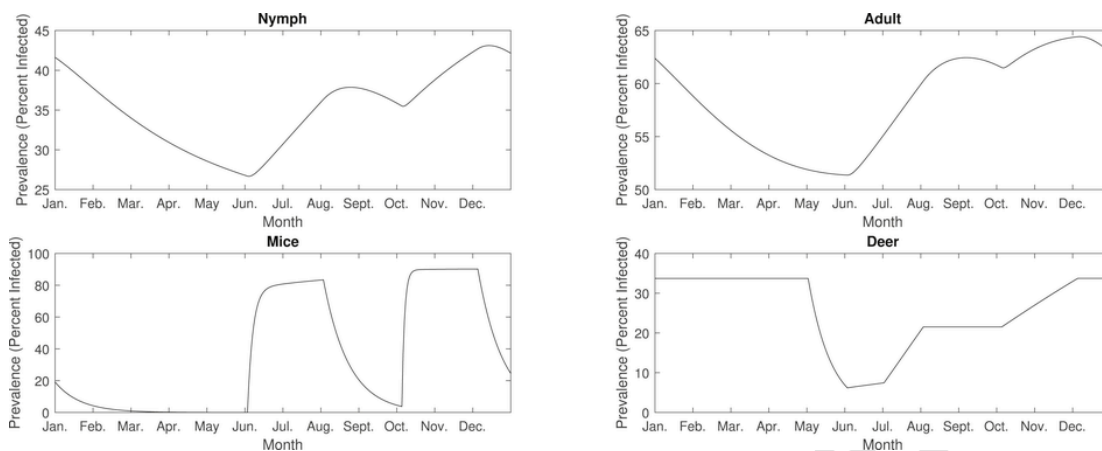 Nymph
Prevalence (Percent Infected)
45
40
35
30
25
Jan. Feb. Mar. Apr. May Jun. Jul. Aug. Sept. Oct. Nov. Dec.
Month
Adult
Prevalence (Percent Infected)
65
60
55
50
Jan. Feb. Mar. Apr. May Jun. Jul. Aug. Sept. Oct. Nov. Dec.
Month
Mice
Prevalence (Percent Infected)
100
80
60
40
20
0
Jan. Feb. Mar. Apr. May Jun. Jul. Aug. Sept. Oct. Nov. Dec.
Month
Deer
Prevalence (Percent Infected)
40
30
20
10
0
Jan. Feb. Mar. Apr. May Jun. Jul. Aug. Sept. Oct. Nov. Dec.
Month